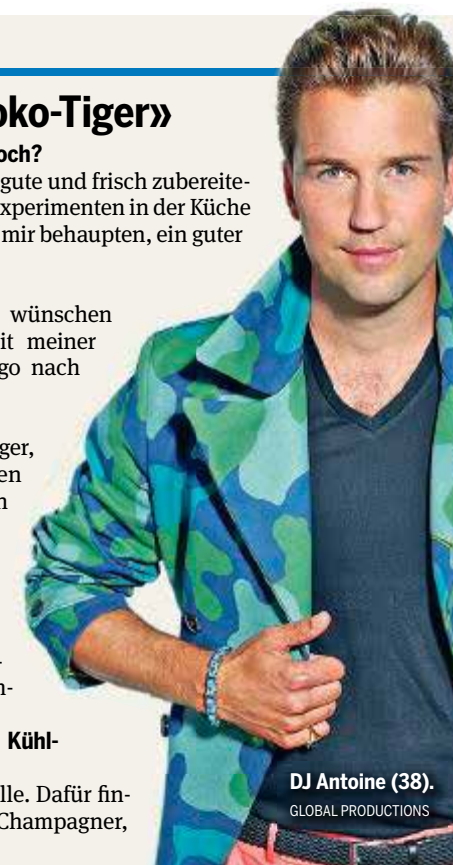 oko-Tiger»
och?
gute und frisch zubereite-
xperimenten in der Küche
mir behaupten, ein guter
wünschen
it meiner
go nach
ger,
en
n
-
n-
Kühl-
lle. Dafür fin-
Champagner,
DJ Antoine (38).
GLOBAL PRODUCTIONS